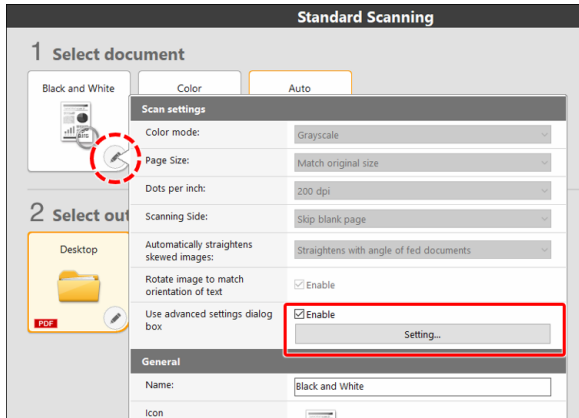 Standard Scanning
1 Select document
Black and White
Color
Auto
Scan settings
Color mode:
Grayscale
Page Size:
Match original size
Dots per inch:
200 dpi
2 Select out
Scanning Side:
Skip blank page
Desktop
Automatically straightens
skewed images:
Straightens with angle of fed documents
Rotate image to match
orientation of text
Enable
PDF
Use advanced settings dialog
box
Enable
Setting...
General
Name:
Black and White
Icon